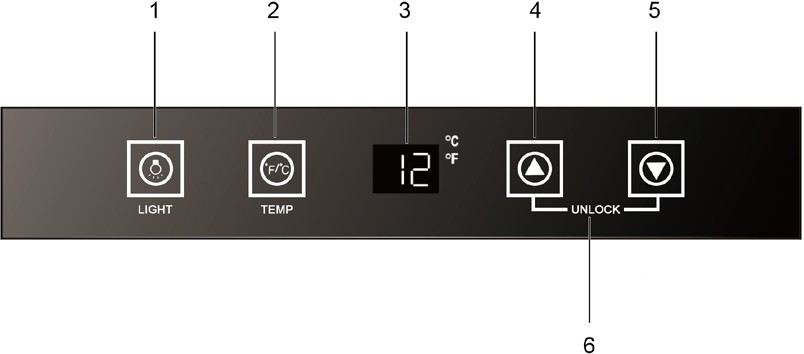 1 2 3 4 5
°C
°F/°C 12 °F
LIGHT TEMP UNLOCK
6